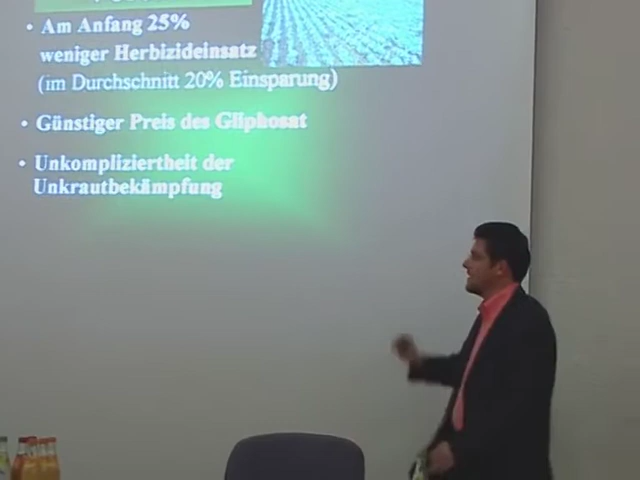 • Am Anfang 25%
weniger Herbizideinsatz
(im Durchschnitt 20% Einsparung)
• Günstiger Preis des Gliphosat
• Unkompliziertheit der
Unkrautbekämpfung